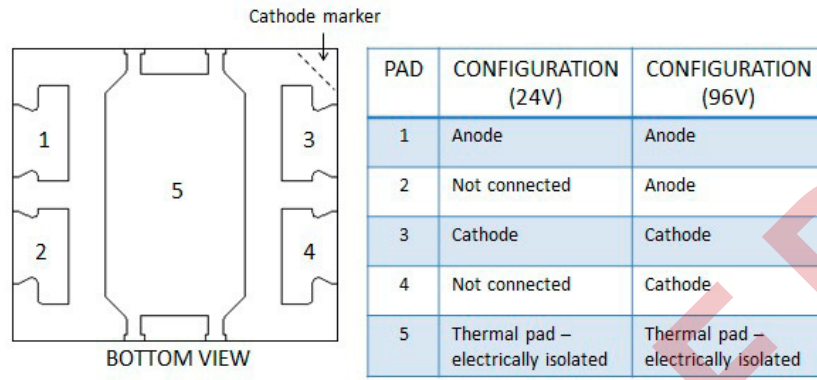 Cathode marker
1
3
5
2
4
BOTTOM VIEW
PAD CONFIGURATION (24V) CONFIGURATION (96V)
1 Anode Anode
2 Not connected Anode
3 Cathode Cathode
4 Not connected Cathode
5 Thermal pad – electrically isolated Thermal pad – electrically isolated